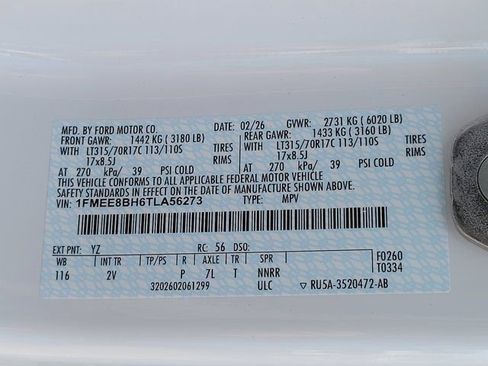 MFD. BY FORD MOTOR CO. DATE: 02/26 GVWR: 2731 KG ( 6020 LB)
FRONT GAWR: 1442 KG ( 3180 LB) REAR GAWR: 1433 KG ( 3160 LB)
WITH LT315/70R17C 113/110S TIRES WITH LT315/70R17C 113/110S TIRES
17x8.5J RIMS 17x8.5J RIMS
AT 270 kPa/ 39 PSI COLD AT 270 kPa/ 39 PSI COLD
THIS VEHICLE CONFORMS TO ALL APPLICABLE FEDERAL MOTOR VEHICLE
SAFETY AND THEFT PREVENTION STANDARDS IN EFFECT ON THE DATE OF MANUFACTURE SHOWN ABOVE.
VIN: 1FMEE8BH6TLA56273 TYPE: MPV
EXT PNT: YZ RC: 56 DSO:
WB INT TR TP/PS R AXLE TR SPR F0260
116 2V P 7L T NNRR T0334
3202602061299 ULC ▽ RU5A-3520472-AB